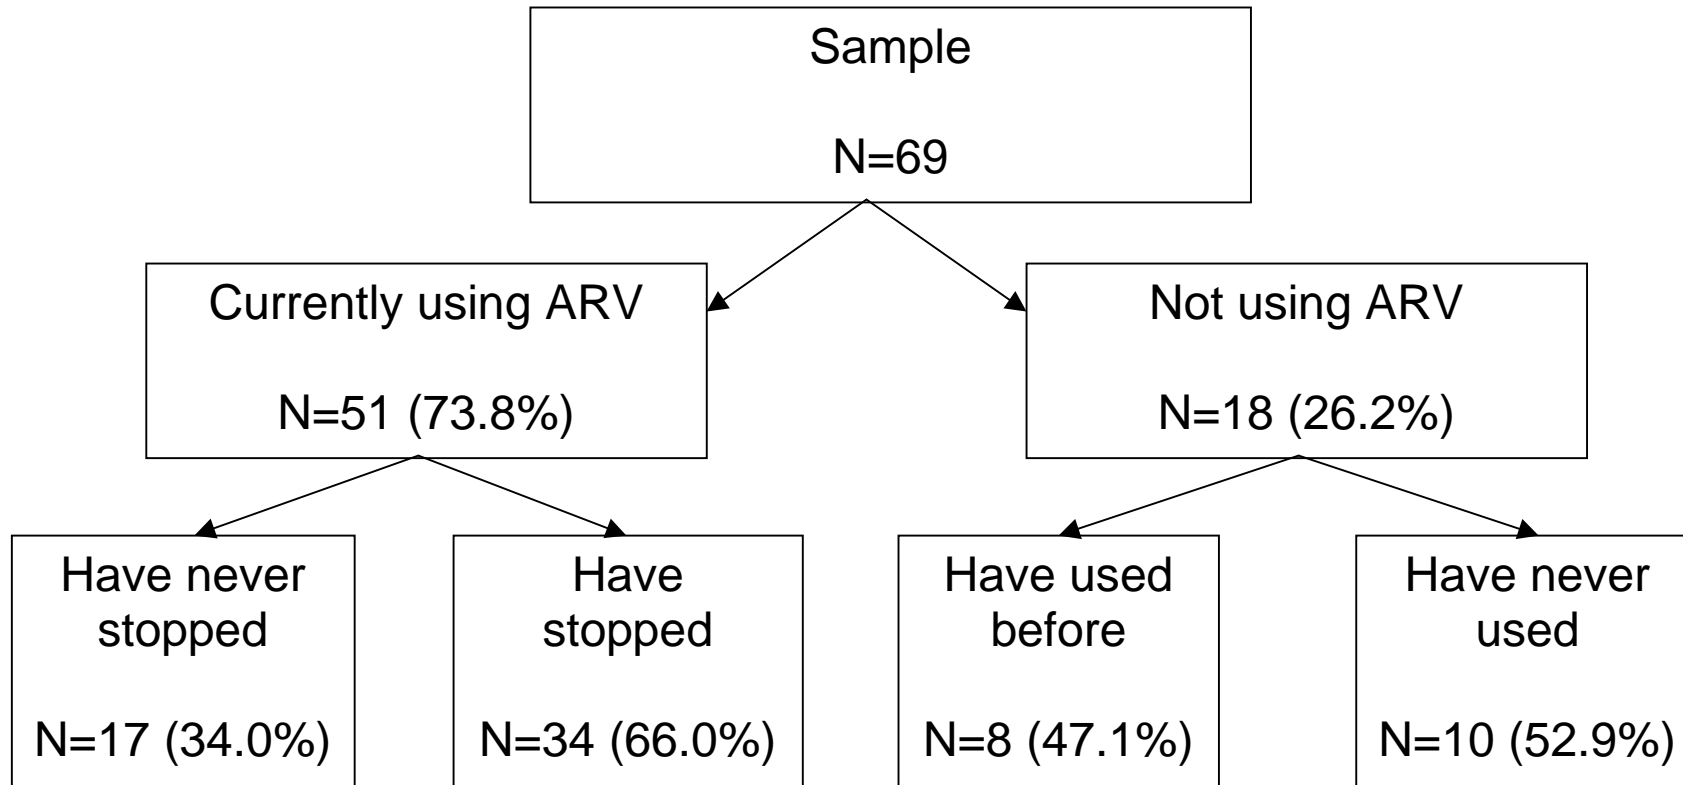 Sample
N=69
Currently using ARV
N=51 (73.8%)
Not using ARV
N=18 (26.2%)
Have never
stopped
N=17 (34.0%)
Have
stopped
N=34 (66.0%)
Have used
before
N=8 (47.1%)
Have never
used
N=10 (52.9%)